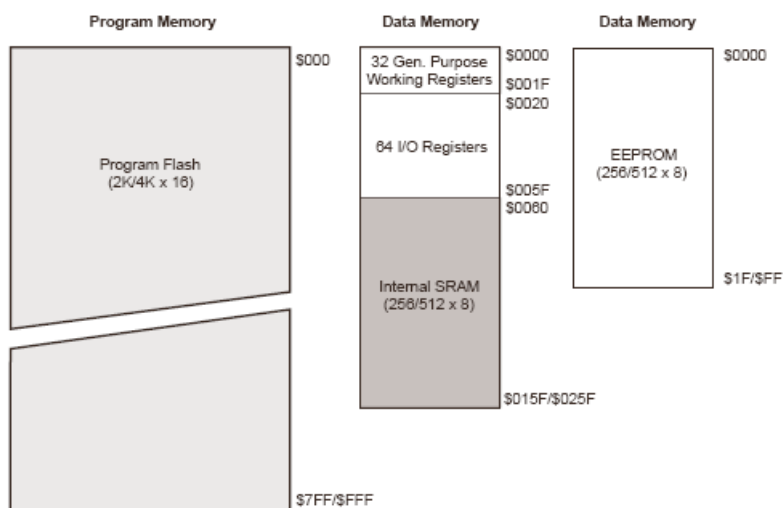 Program Memory
$000
Program Flash
(2K/4K x 16)
$7FF/$FFF
Data Memory
32 Gen. Purpose
Working Registers
$0000
$001F
$0020
64 I/O Registers
$005F
$0060
Internal SRAM
(256/512 x 8)
$015F/$025F
Data Memory
$0000
EEPROM
(256/512 x 8)
$1F/$FF